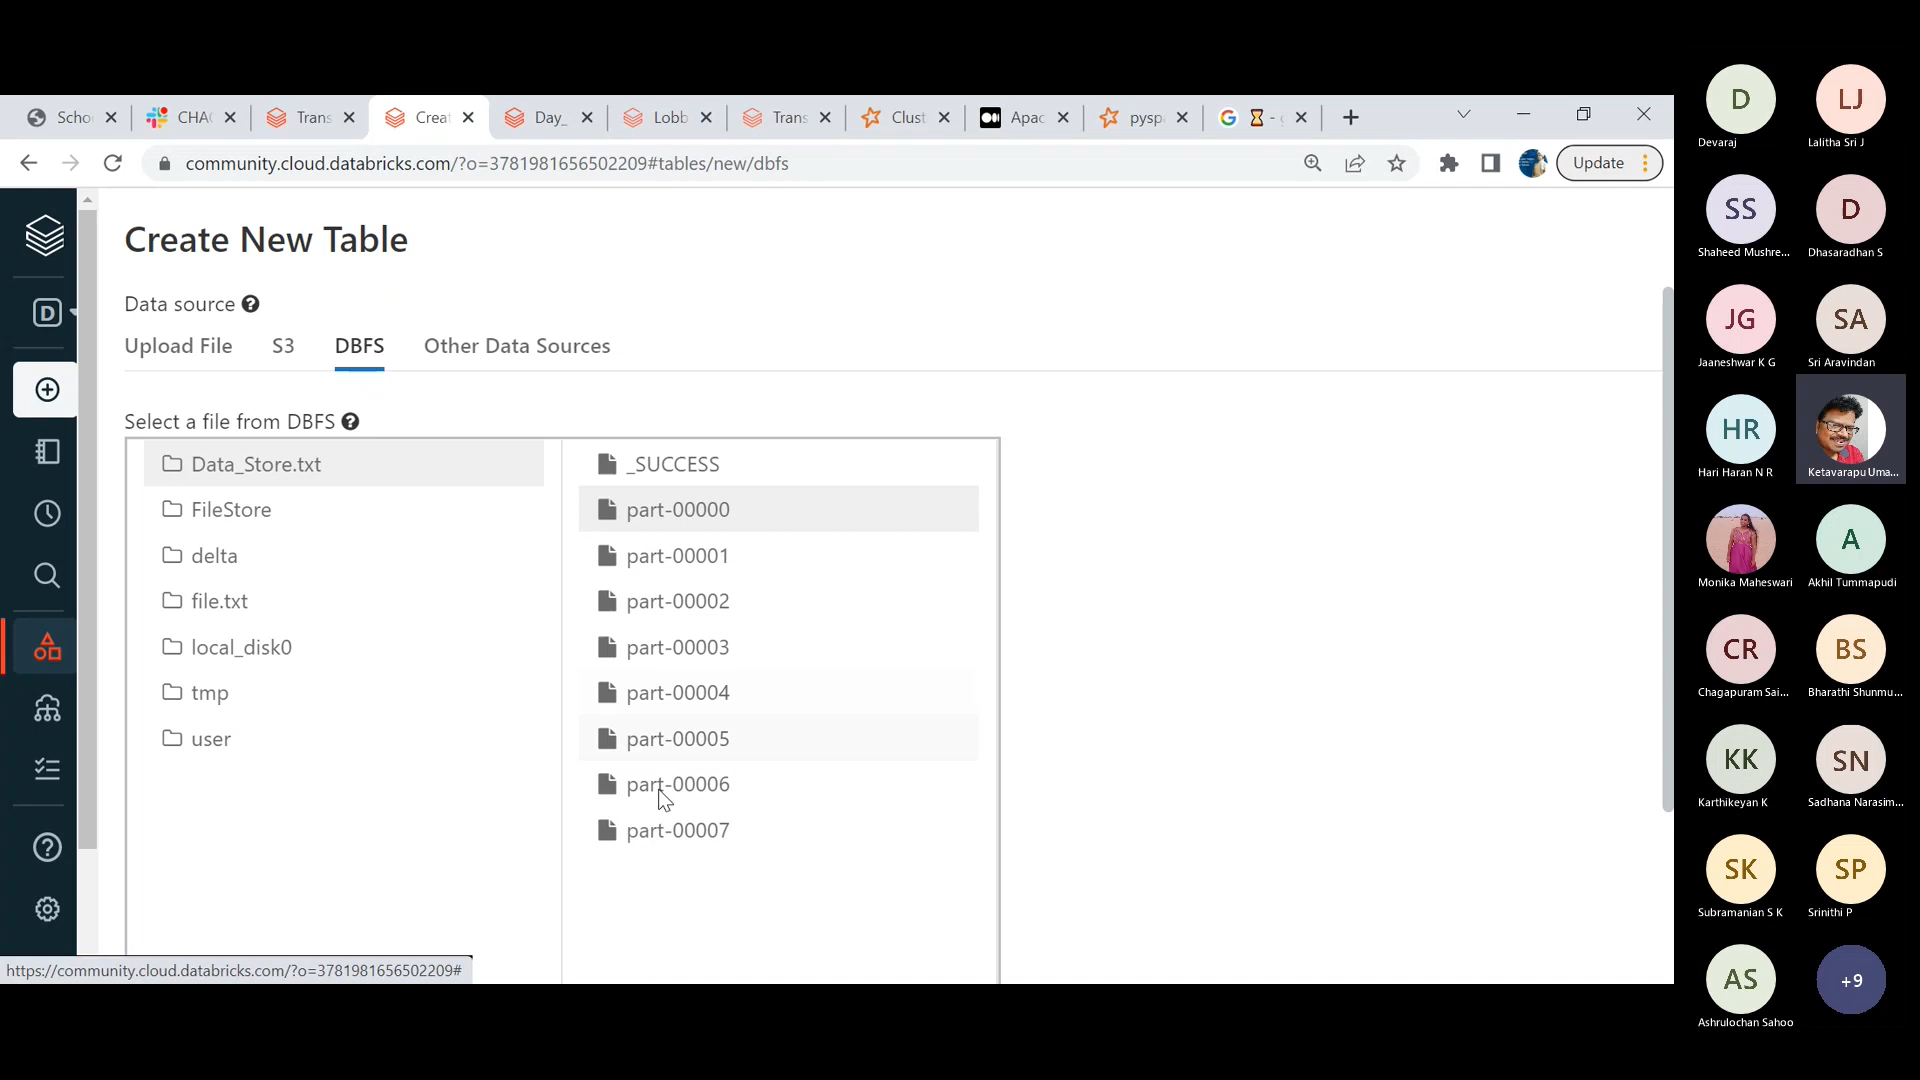 Scho
CHAC
Trans
Creat
Day_
Lobb
Trans
Clust
Apac
pysp
community.cloud.databricks.com/?o=3781981656502209#tables/new/dbfs
Update
Create New Table
Data source
Upload File
S3
DBFS
Other Data Sources
Select a file from DBFS
Data_Store.txt
FileStore
delta
file.txt
local_disk0
tmp
user
_SUCCESS
part-00000
part-00001
part-00002
part-00003
part-00004
part-00005
part-00006
part-00007
D
https://community.cloud.databricks.com/?o=3781981656502209#
D
Devaraj
LJ
Lalitha Sri J
SS
Shaheed Mushre...
D
Dhasaradhan S
JG
Jaaneshwar K G
SA
Sri Aravindan
HR
Hari Haran N R
Ketavarapu Uma...
Monika Maheswari
A
Akhil Tummapudi
CR
Chagapuram Sai...
BS
Bharathi Shunmu...
KK
Karthikeyan K
SN
Sadhana Narasim...
SK
Subramanian S K
SP
Srinithi P
AS
Ashrulochan Sahoo
+9